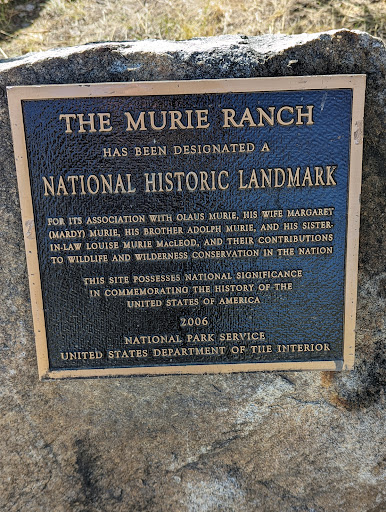 THE MURIE RANCH
HAS BEEN DESIGNATED A
NATIONAL HISTORIC LANDMARK
FOR ITS ASSOCIATION WITH OLAUS MURIE, HIS WIFE MARGARET
(MARDY) MURIE, HIS BROTHER ADOLPH MURIE, AND HIS SISTER-
IN-LAW LOUISE MURIE MACLEOD, AND THEIR CONTRIBUTIONS
TO WILDLIFE AND WILDERNESS CONSERVATION IN THE NATION
THIS SITE POSSESSES NATIONAL SIGNIFICANCE
IN COMMEMORATING THE HISTORY OF THE
UNITED STATES OF AMERICA
2006
NATIONAL PARK SERVICE
UNITED STATES DEPARTMENT OF THE INTERIOR